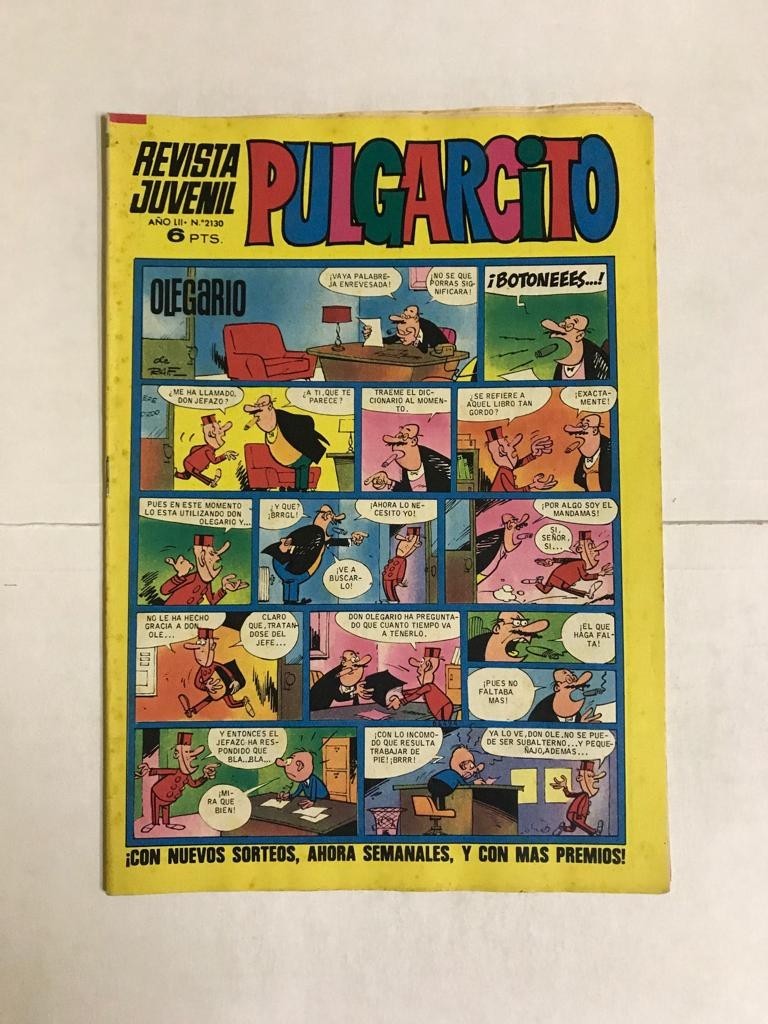 REVISTA
JUVENIL
PULGARCiTO
AÑO LII • N.º 2130
6 PTS.
OLEGARIO
de
RAF
¡VAYA PALABRE-
JA ENREVESADA!
NO SE QUE
PORRAS SIG-
NIFICARA!
¡BOTONEEES...!
¿ME HA LLAMADO,
DON JEFAZO?
¿A TI, QUE TE
PARECE?
TRAEME EL DIC-
CIONARIO AL MOMEN-
TO.
¿SE REFIERE A
AQUEL LIBRO TAN
GORDO?
¡EXACTA-
MENTE!
PUES EN ESTE MOMENTO
LO ESTA UTILIZANDO DON
OLEGARIO Y...
¿Y QUE?
¡BRRGL!
¡AHORA LO NE-
CESITO YO!
¡VE A
BUSCAR-
LO!
¡POR ALGO SOY EL
MANDAMAS!
SI,
SEÑOR,
SI...
NO LE HA HECHO
GRACIA A DON
OLE...
CLARO
QUE, TRATAN-
DOSE DEL
JEFE...
DON OLEGARIO HA PREGUNTA-
DO QUE CUANTO TIEMPO VA
A TENERLO.
¡EL QUE
HAGA FAL-
TA!
¡PUES NO
FALTABA
MAS!
Y ENTONCES EL
JEFAZO HA RES-
PONDIDO QUE
BLA...BLA...
¡MI-
RA QUE
BIEN!
¡CON LO INCOMO-
DO QUE RESULTA
TRABAJAR DE
PIE! ¡BRRR!
YA LO VE, DON OLE, NO SE PUE-
DE SER SUBALTERNO...Y PEQUE-
ÑAJO, ADEMAS...
¡CON NUEVOS SORTEOS, AHORA SEMANALES, Y CON MAS PREMIOS!